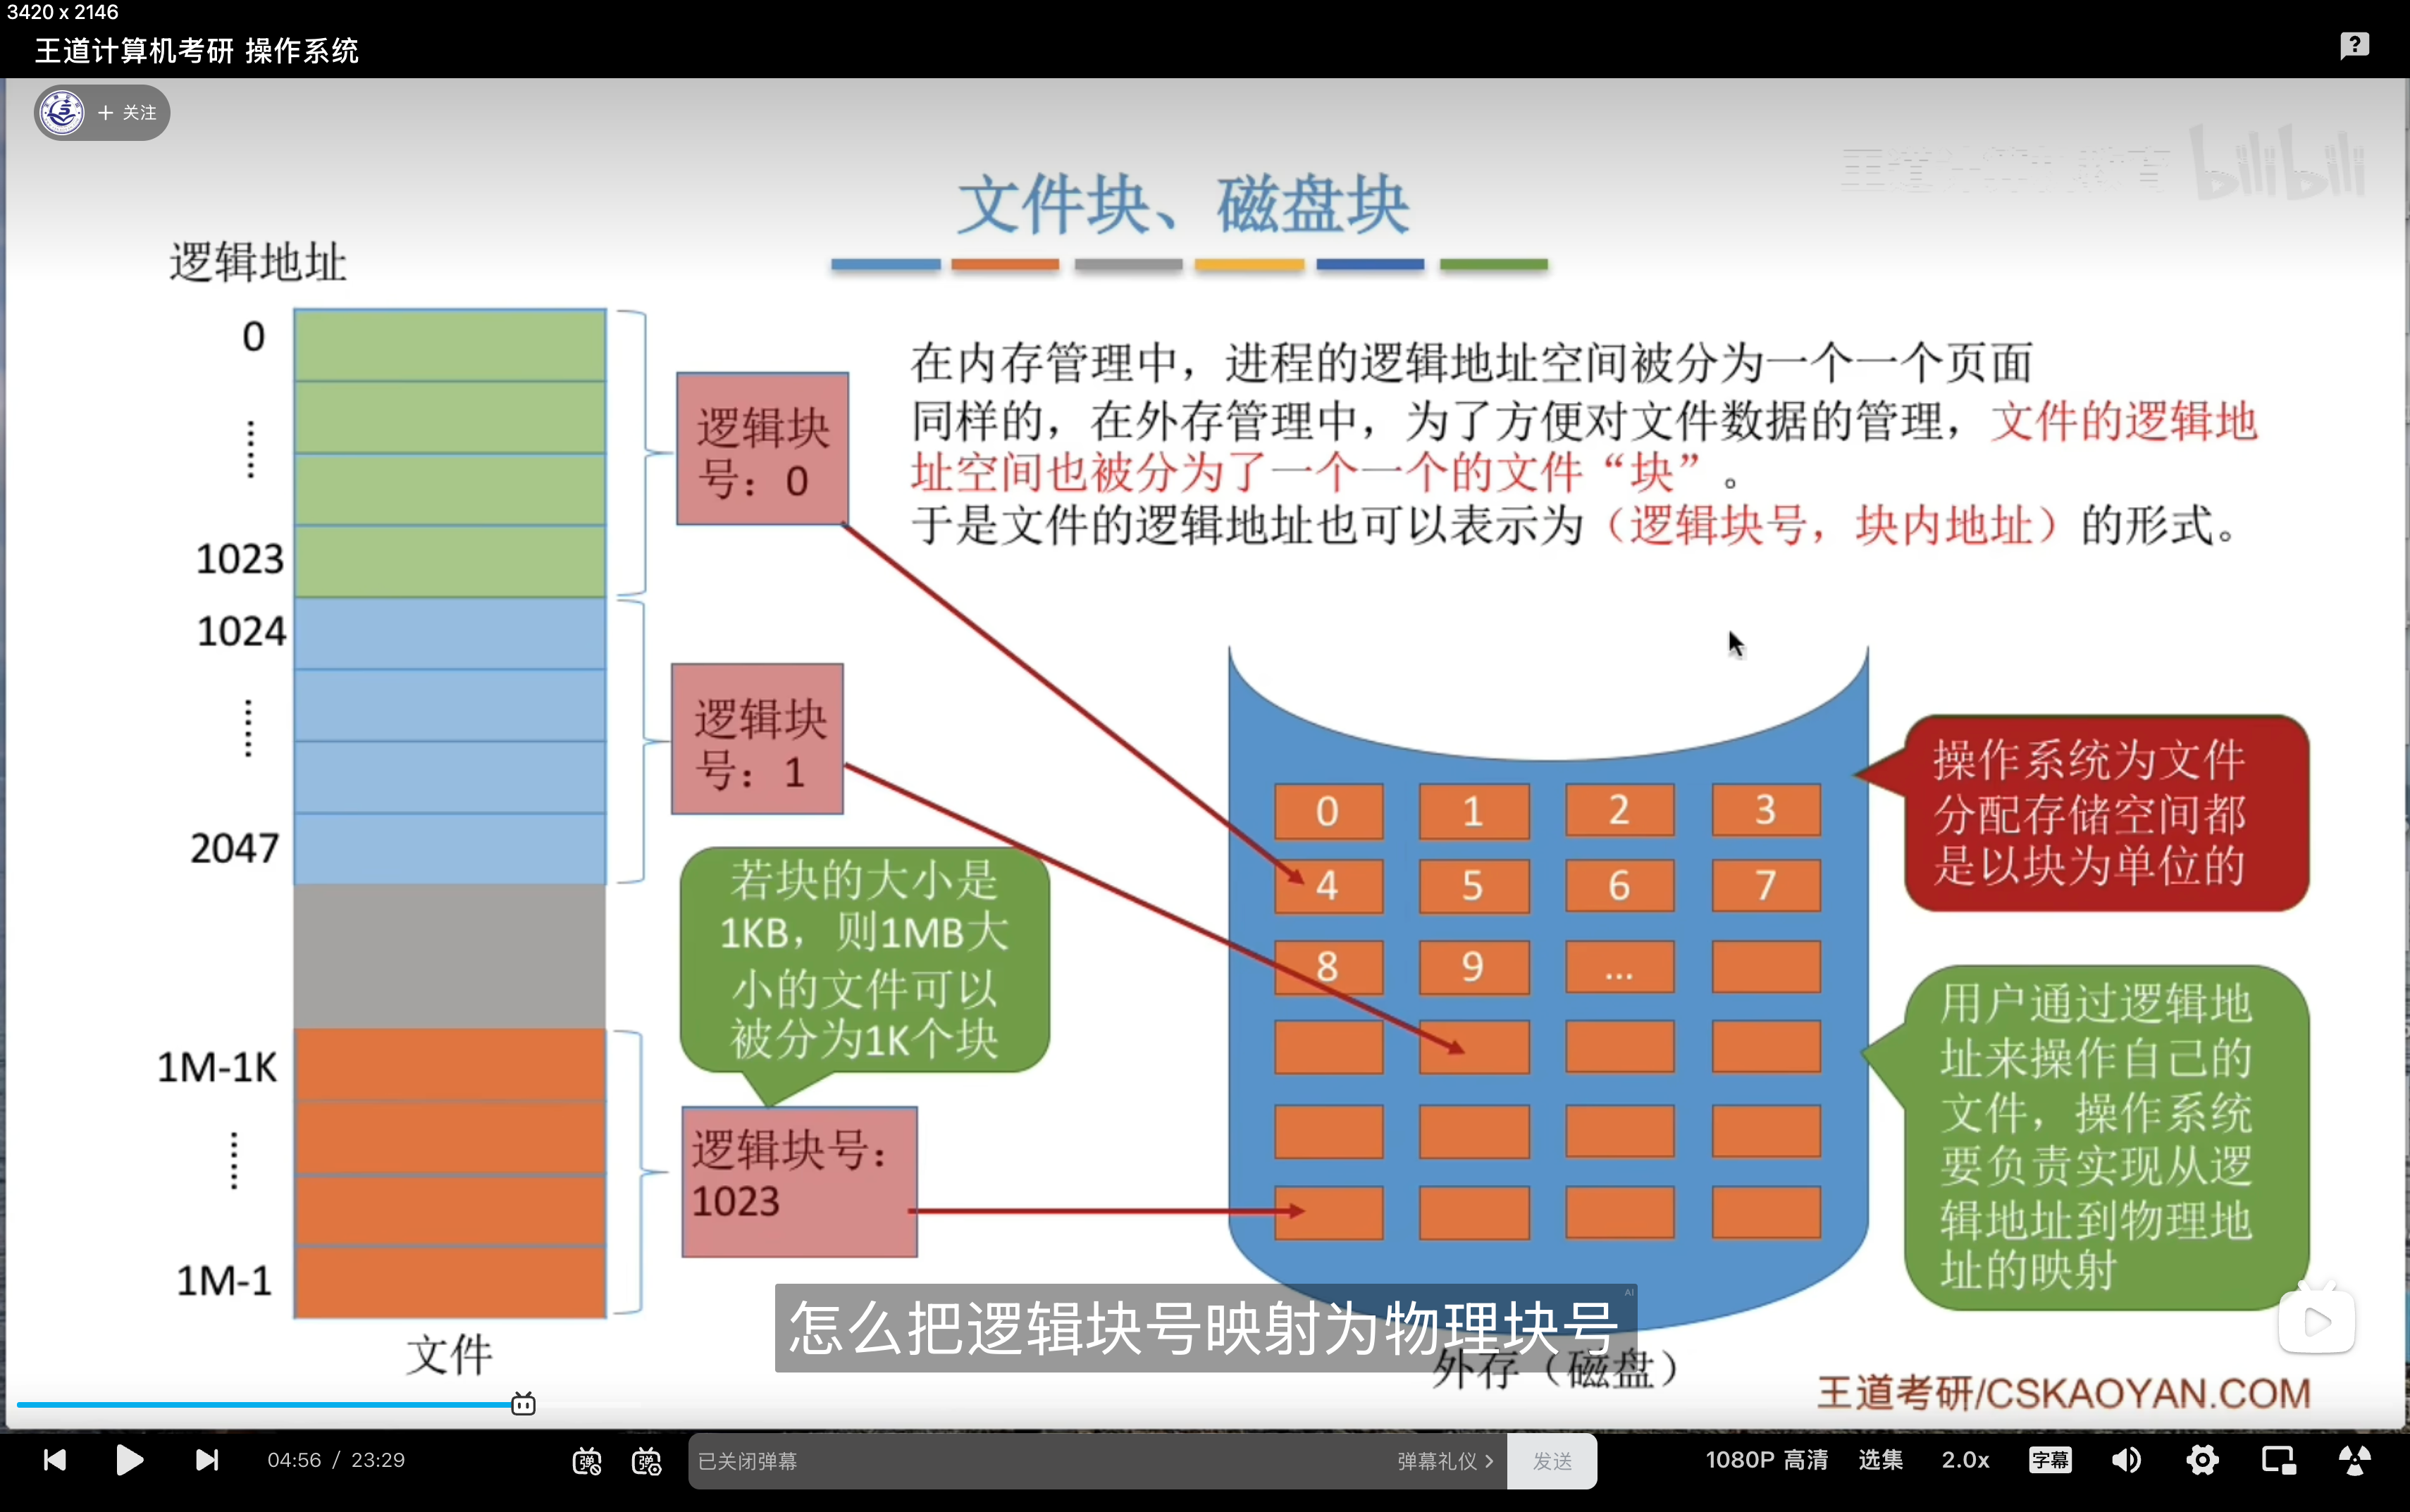 3420 x 2146
王道计算机考研 操作系统
+ 关注
bilibili
文件块、磁盘块
逻辑地址
0
1023
1024
2047
1M-1K
1M-1
文件
逻辑块
号：0
逻辑块
号：1
若块的大小是
1KB，则1MB大
小的文件可以
被分为1K个块
逻辑块号：
1023
在内存管理中，进程的逻辑地址空间被分为一个一个页面
同样的，在外存管理中，为了方便对文件数据的管理，文件的逻辑地
址空间也被分为了一个一个的文件“块”。
于是文件的逻辑地址也可以表示为（逻辑块号，块内地址）的形式。
0 1 2 3
4 5 6 7
8 9 ...
操作系统为文件
分配存储空间都
是以块为单位的
用户通过逻辑地
址来操作自己的
文件，操作系统
要负责实现从逻
辑地址到物理地
址的映射
AI
怎么把逻辑块号映射为物理块号
外存（磁盘）
王道考研/CSKAOYAN.COM
04:56 / 23:29
弹
弹
已关闭弹幕
弹幕礼仪 >
发送
1080P 高清
选集
2.0x
字幕